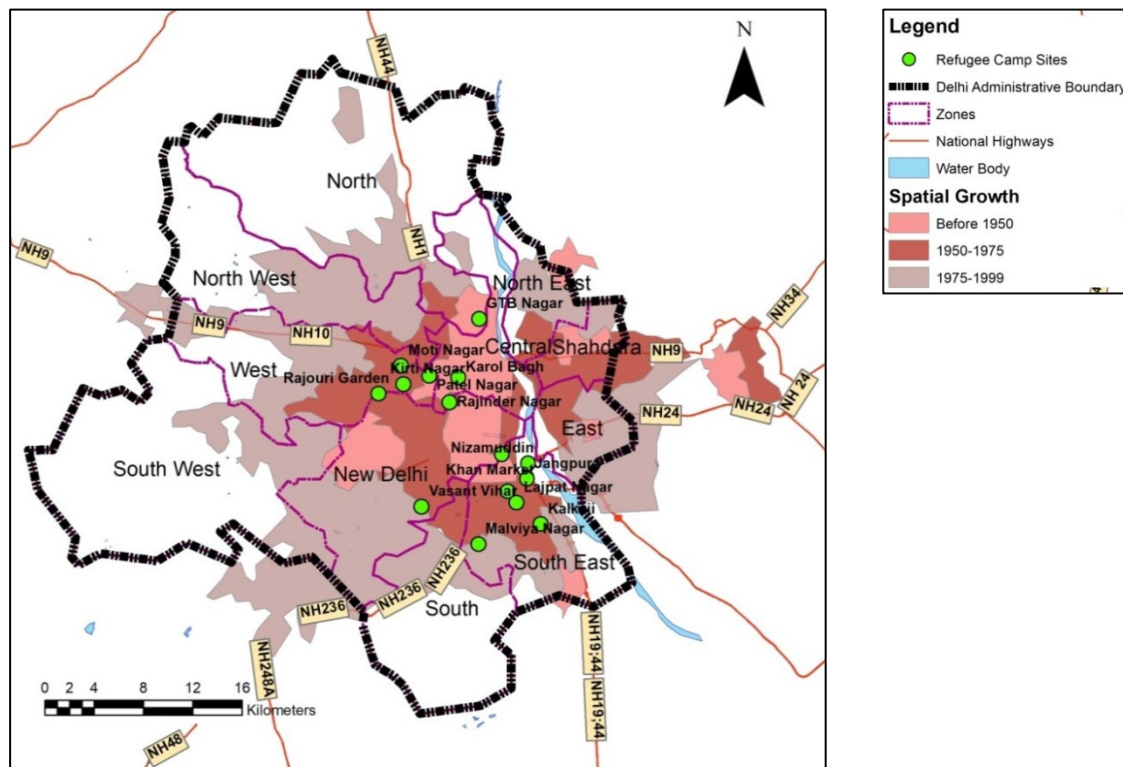 N
NH44
North
NH1
NH9
North West
North East
GTB Nagar
NH34
NH9
NH10
Moti Nagar
Central
Shahdara
NH9
West
Kirti Nagar
Karol Bagh
Rajouri Garden
Patel Nagar
NH 24
Rajinder Nagar
NH24
NH24
East
Nizamuddin
South West
New Delhi
Khan Market
Jangpura
Vasant Vihar
Lajpat Nagar
Kalkaji
Malviya Nagar
NH236
South East
NH236
NH236
South
NH248A
NH19;44
NH19;44
NH48
0 2 4 8 12 16
Kilometers
Legend
Refugee Camp Sites
Delhi Administrative Boundary
Zones
National Highways
Water Body
Spatial Growth
Before 1950
1950-1975
1975-1999